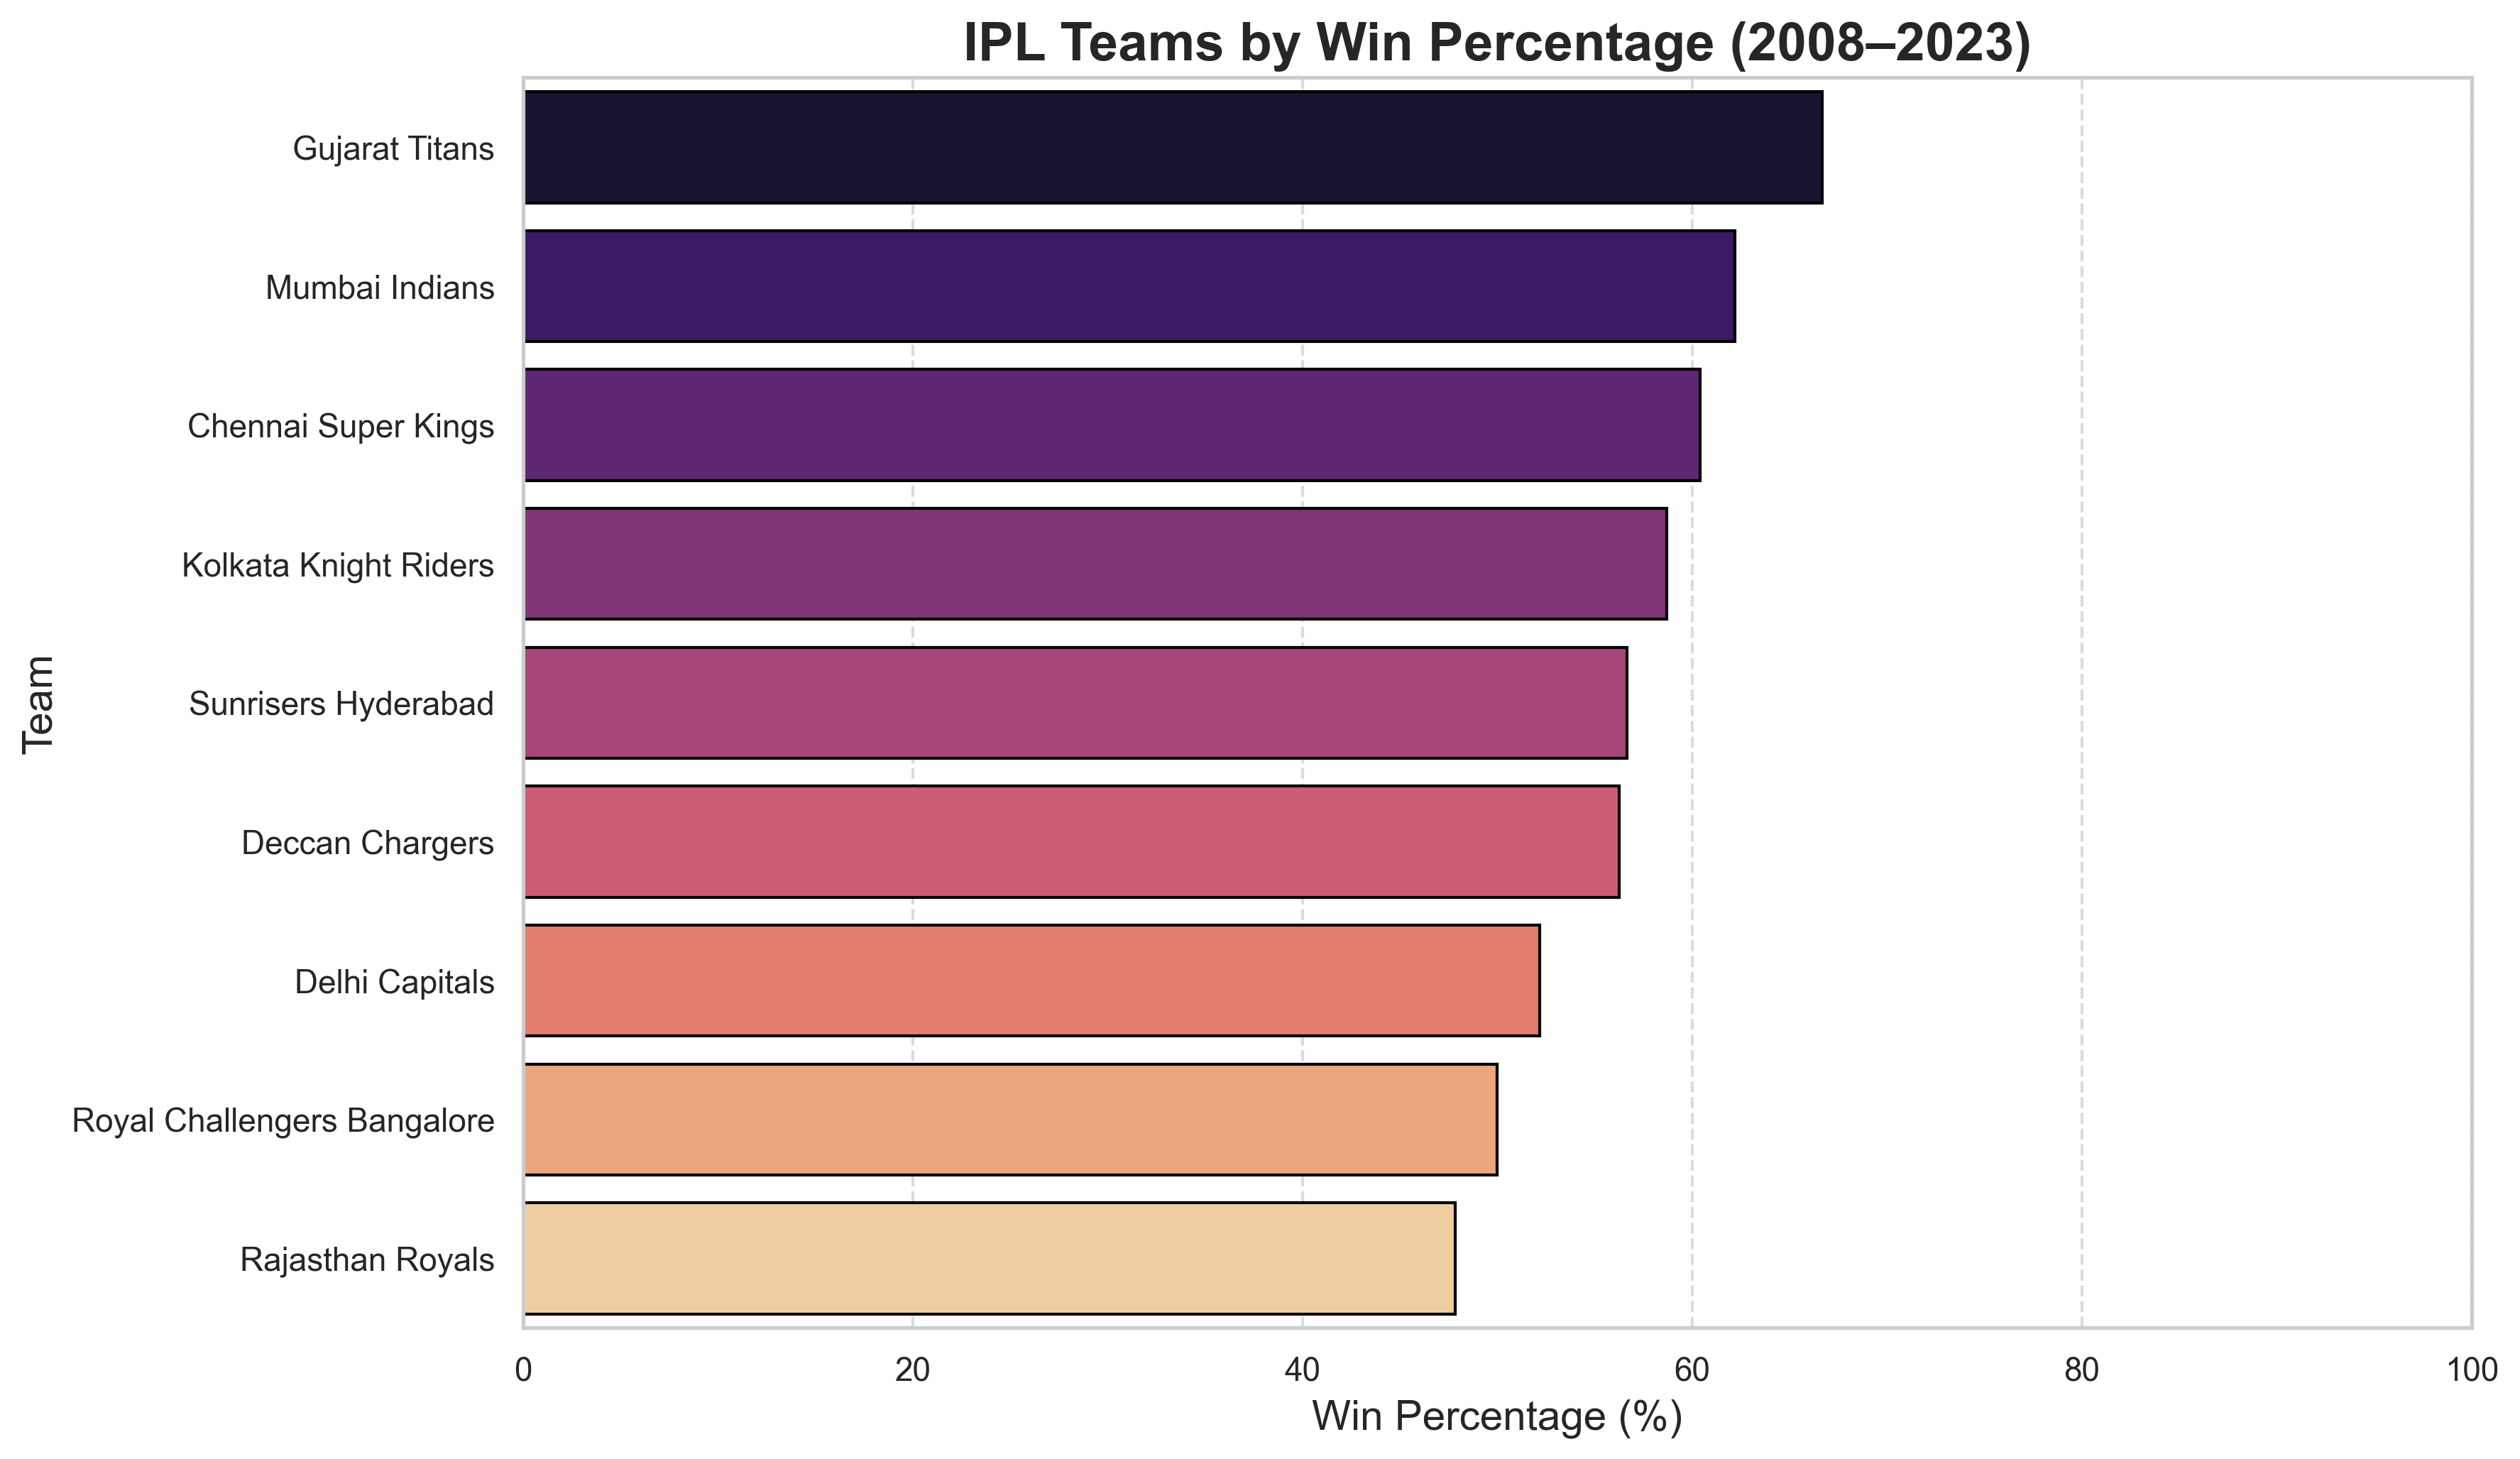 IPL Teams by Win Percentage (2008–2023)
Team
Gujarat Titans
Mumbai Indians
Chennai Super Kings
Kolkata Knight Riders
Sunrisers Hyderabad
Deccan Chargers
Delhi Capitals
Royal Challengers Bangalore
Rajasthan Royals
0 20 40 60 80 100
Win Percentage (%)